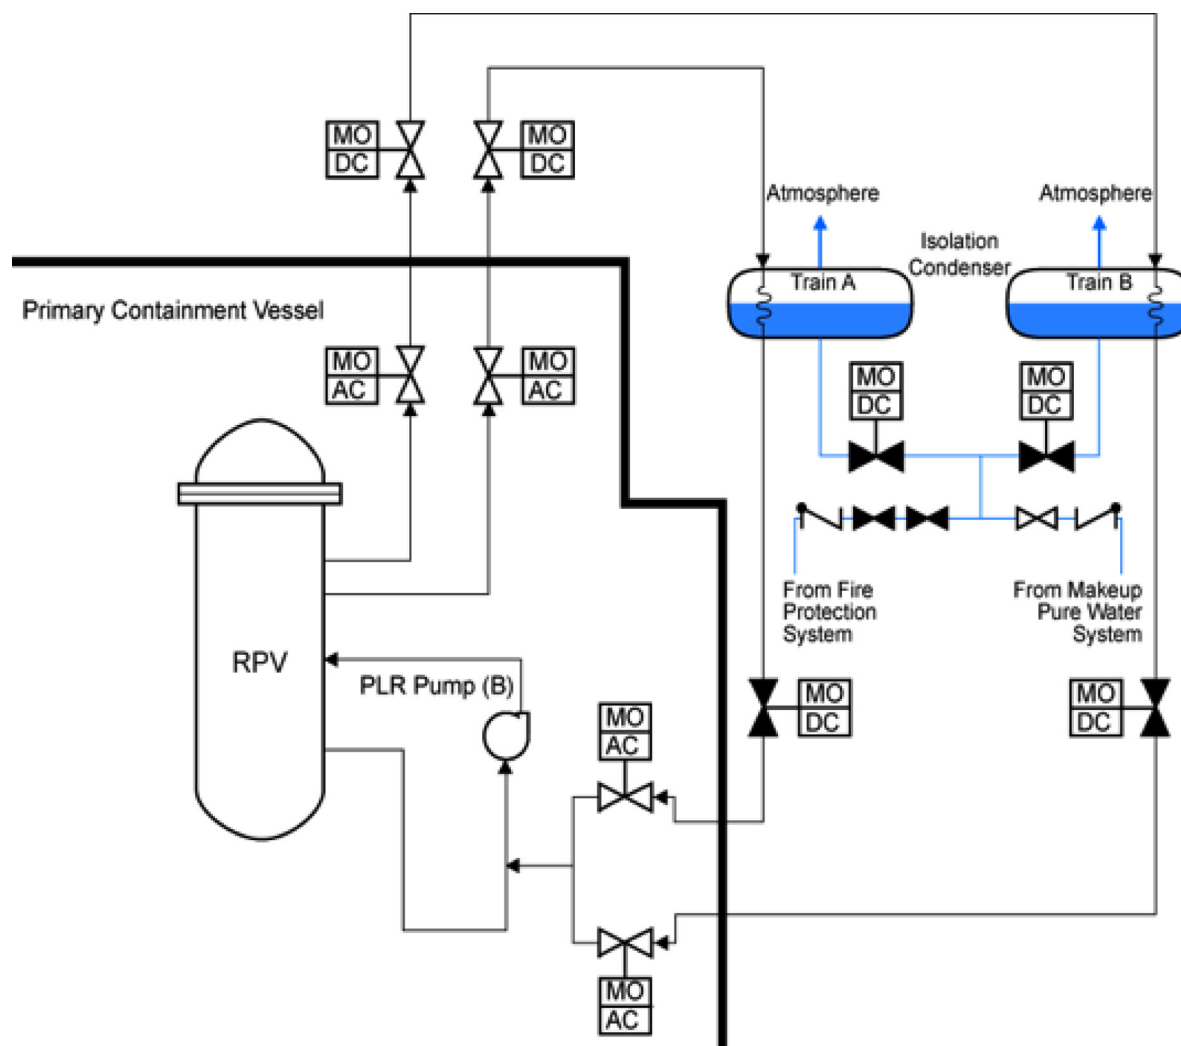 MO
DC
MO
DC
Atmosphere
Atmosphere
Isolation
Condenser
Train A
Train B
Primary Containment Vessel
MO
AC
MO
AC
MO
DC
MO
DC
From Fire
Protection
System
From Makeup
Pure Water
System
RPV
PLR Pump (B)
MO
DC
MO
DC
MO
AC
MO
AC